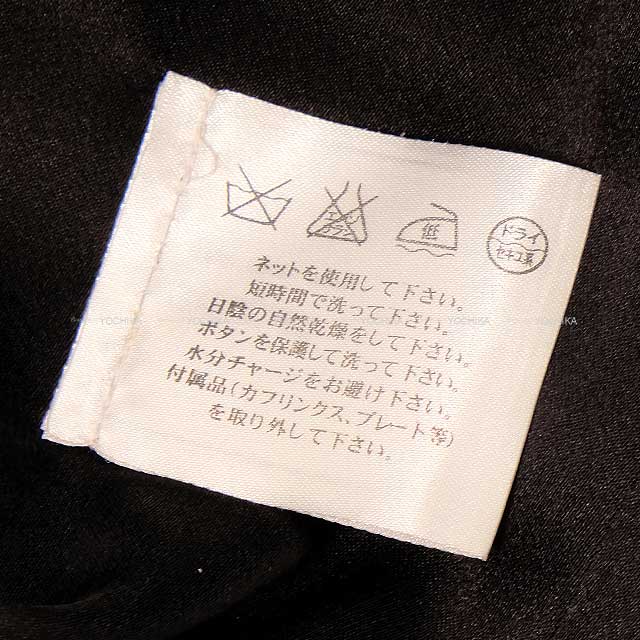 エンソ
サラシ
低
ドライ
セキユ系
ネットを使用して下さい。
短時間で洗って下さい。
日陰の自然乾燥をして下さい。
ボタンを保護して洗って下さい。
水分チャージをお避け下さい。
付属品(カフリンクス、プレート等)
を取り外して下さい。
YOCHIKA